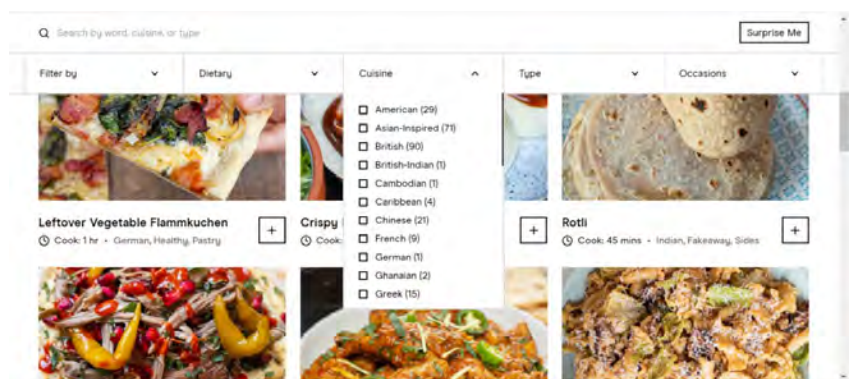 Search by word, cuisine, or type
Surprise Me
Filter by
Dietary
Cuisine
Type
Occasions
American (29)
Asian-Inspired (71)
British (90)
British-Indian (1)
Cambodian (1)
Caribbean (4)
Chinese (21)
French (9)
German (1)
Ghanaian (2)
Greek (15)
Leftover Vegetable Flammkuchen
Cook: 1 hr • German, Healthy, Pastry
Crispy
Cook:
Rotli
Cook: 45 mins • Indian, Fakeaway, Sides